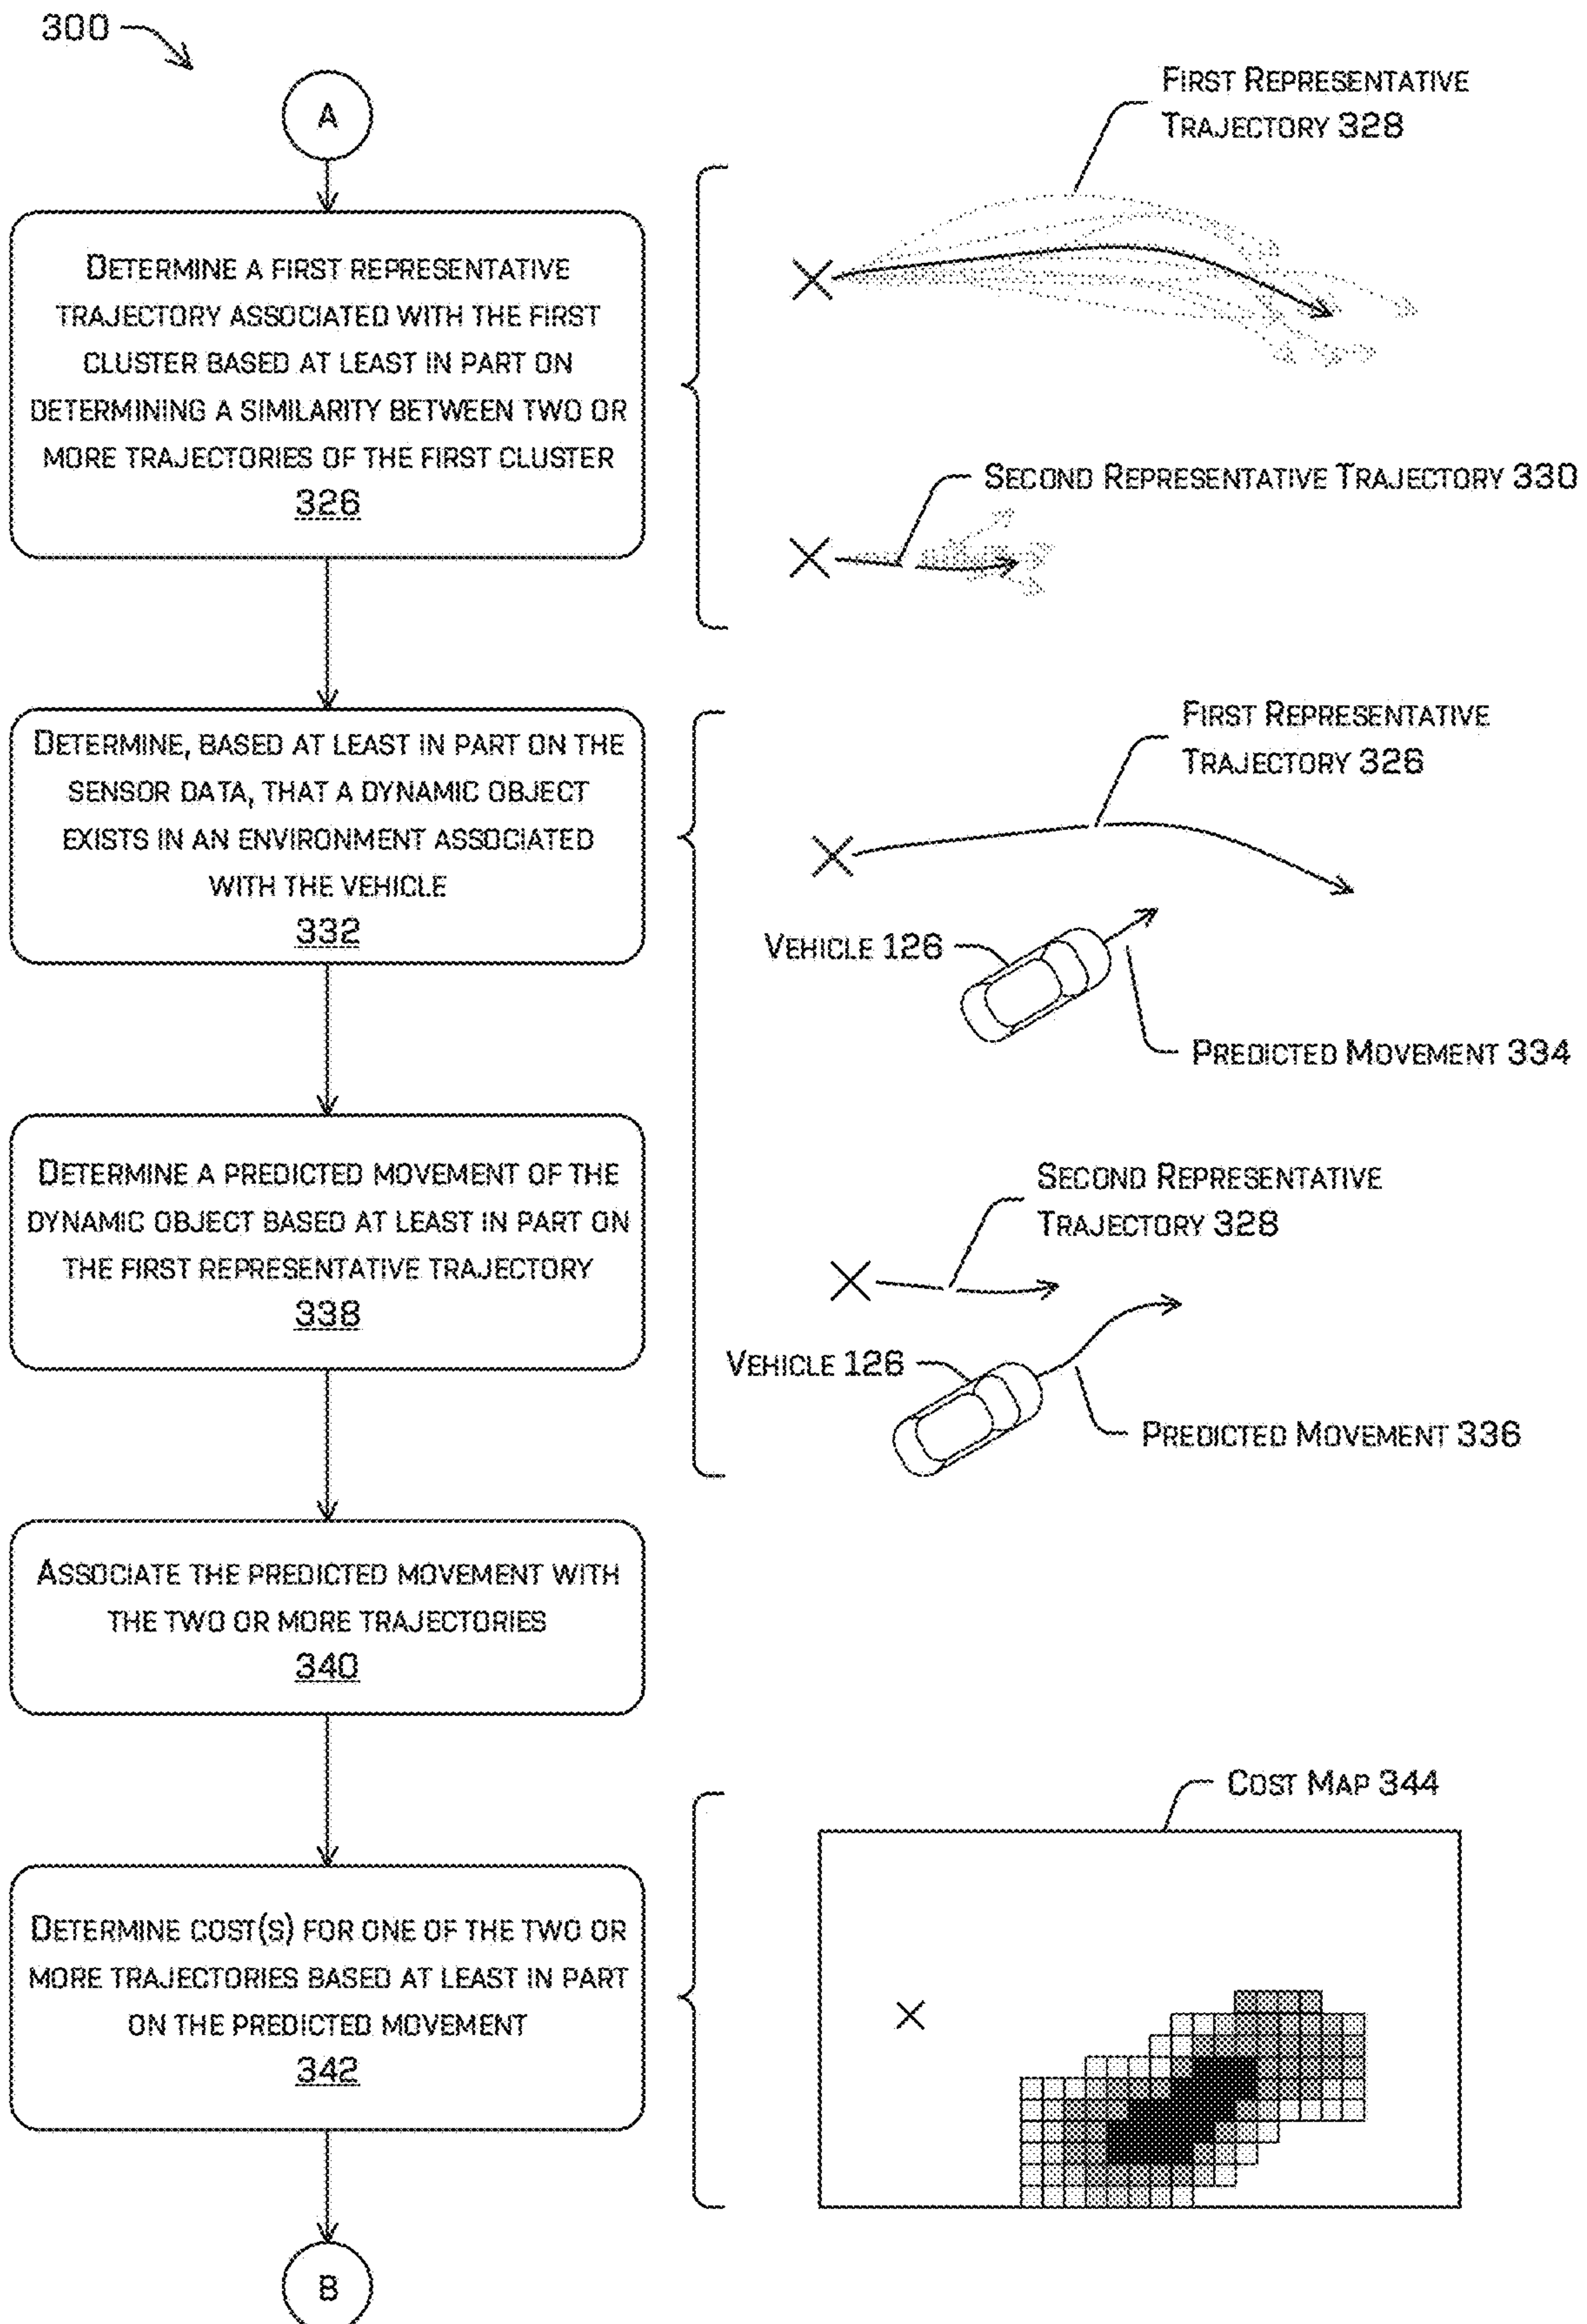 300
A
DETERMINE A FIRST REPRESENTATIVE
TRAJECTORY ASSOCIATED WITH THE FIRST
CLUSTER BASED AT LEAST IN PART ON
DETERMINING A SIMILARITY BETWEEN TWO OR
MORE TRAJECTORIES OF THE FIRST CLUSTER
326
FIRST REPRESENTATIVE
TRAJECTORY 328
SECOND REPRESENTATIVE TRAJECTORY 330
DETERMINE, BASED AT LEAST IN PART ON THE
SENSOR DATA, THAT A DYNAMIC OBJECT
EXISTS IN AN ENVIRONMENT ASSOCIATED
WITH THE VEHICLE
332
FIRST REPRESENTATIVE
TRAJECTORY 326
VEHICLE 126
PREDICTED MOVEMENT 334
DETERMINE A PREDICTED MOVEMENT OF THE
DYNAMIC OBJECT BASED AT LEAST IN PART ON
THE FIRST REPRESENTATIVE TRAJECTORY
338
SECOND REPRESENTATIVE
TRAJECTORY 328
VEHICLE 126
PREDICTED MOVEMENT 336
ASSOCIATE THE PREDICTED MOVEMENT WITH
THE TWO OR MORE TRAJECTORIES
340
DETERMINE COST(S) FOR ONE OF THE TWO OR
MORE TRAJECTORIES BASED AT LEAST IN PART
ON THE PREDICTED MOVEMENT
342
COST MAP 344
B